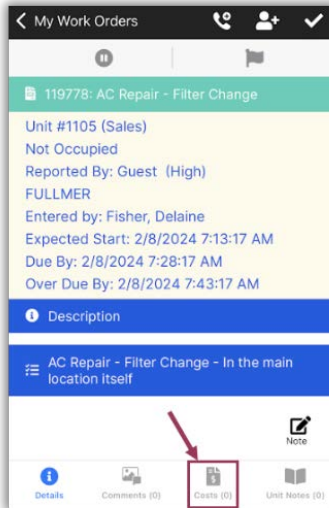 My Work Orders
119778: AC Repair - Filter Change
Unit #1105 (Sales)
Not Occupied
Reported By: Guest (High)
FULLMER
Entered by: Fisher, Delaine
Expected Start: 2/8/2024 7:13:17 AM
Due By: 2/8/2024 7:28:17 AM
Over Due By: 2/8/2024 7:43:17 AM
Description
AC Repair - Filter Change - In the main
location itself
Note
Details Comments (0) Costs (0) Unit Notes (0)